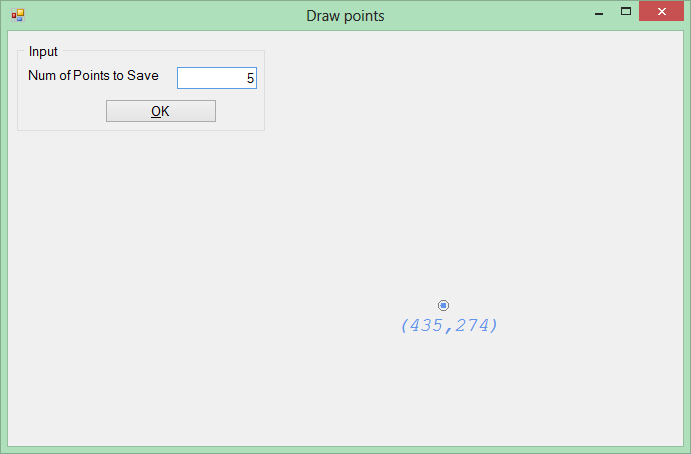 Draw points
Input
Num of Points to Save 5
OK
(435,274)